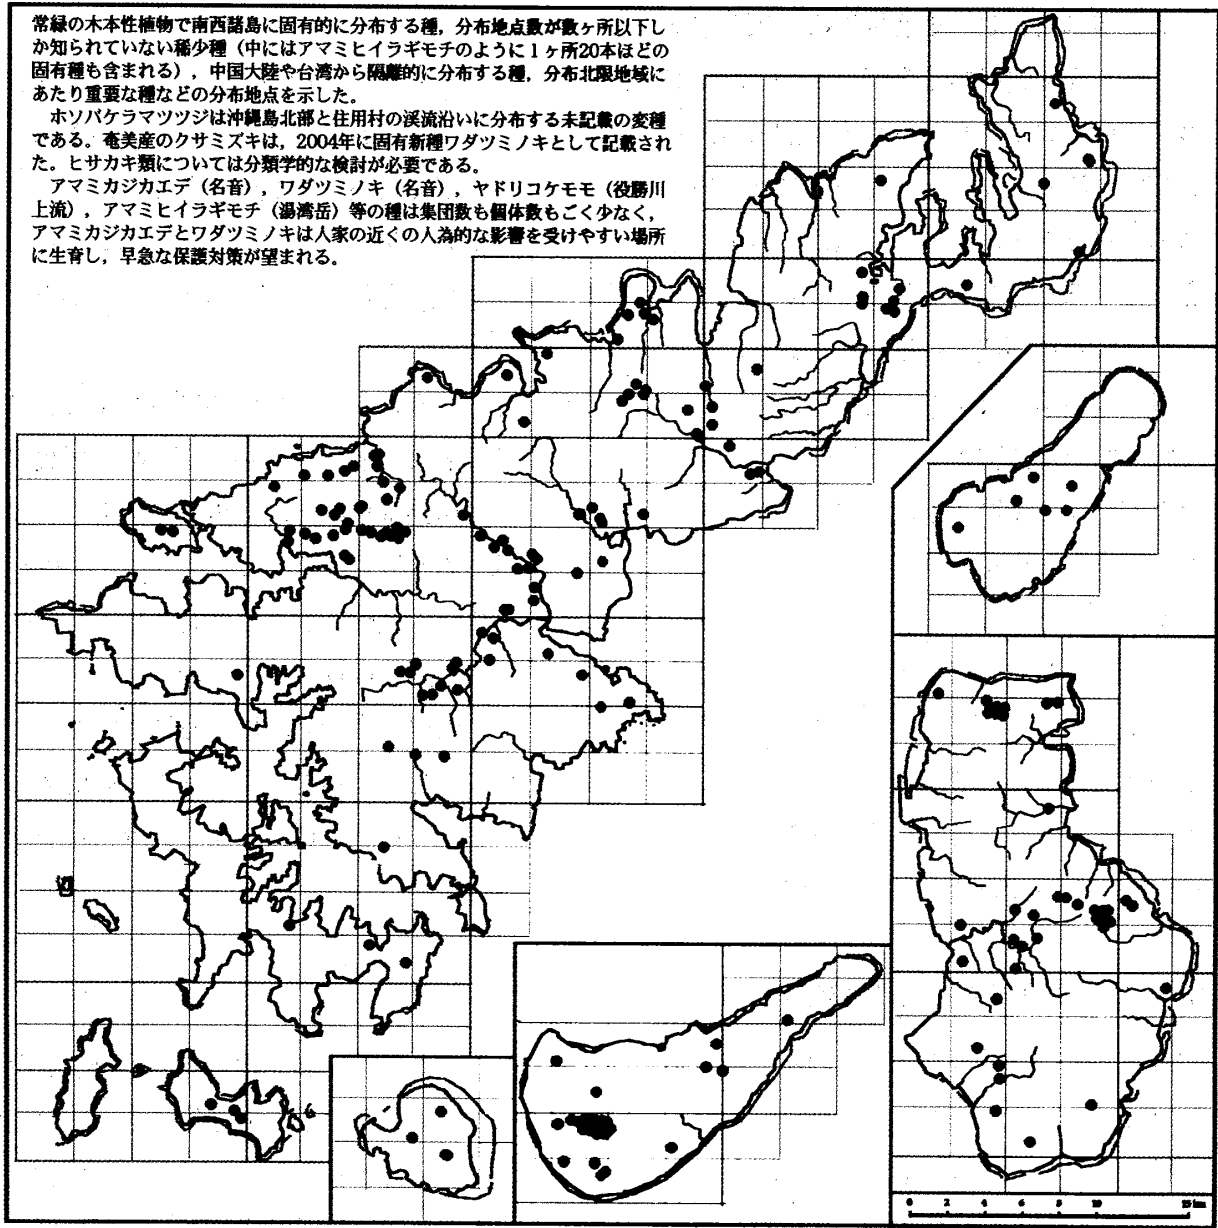 常緑の木本性植物で南西諸島に固有的に分布する種，分布地点数が数ヶ所以下し
か知られていない稀少種（中にはアマミヒイラギモチのように１ヶ所20本ほどの
固有種も含まれる），中国大陸や台湾から隔離的に分布する種，分布北限地域に
あたり重要な種などの分布地点を示した。
　ホソバケラマツツジは沖縄島北部と住用村の渓流沿いに分布する未記載の変種
である。奄美産のクサミズキは，2004年に固有新種ワダツミノキとして記載され
た。ヒサカキ類については分類学的な検討が必要である。
　アマミカジカエデ（名音），ワダツミノキ（名音），ヤドリコケモモ（役勝川
上流），アマミヒイラギモチ（湯湾岳）等の種は集団数も個体数もごく少なく，
アマミカジカエデとワダツミノキは人家の近くの人為的な影響を受けやすい場所
に生育し，早急な保護対策が望まれる。
0 2 4 6 8 10 15 km